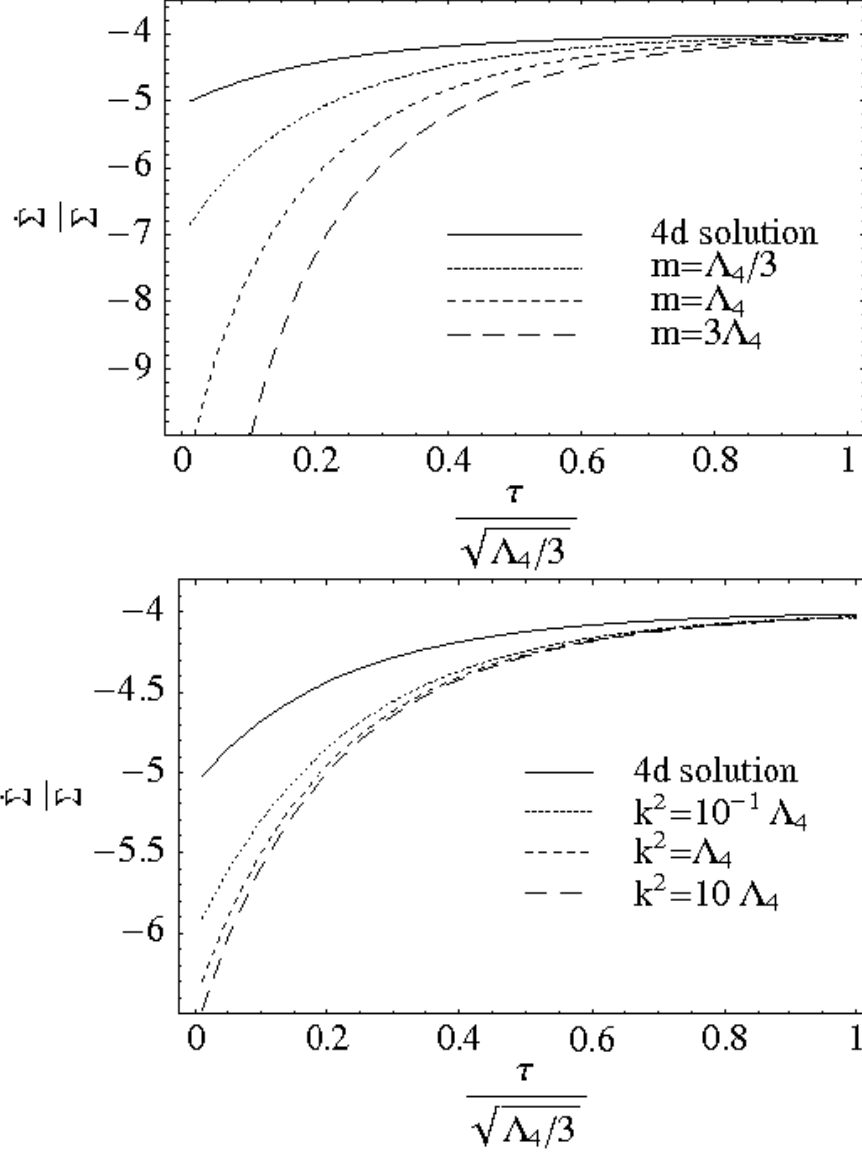 −4
−5
−6
−7
−8
−9
Σ̇/Σ
4d solution
m=Λ₄/3
m=Λ₄
m=3Λ₄
0 0.2 0.4 0.6 0.8 1
τ
√Λ₄/3
−4
−4.5
−5
−5.5
−6
Σ̇/Σ
4d solution
k²=10⁻¹ Λ₄
k²=Λ₄
k²=10 Λ₄
0 0.2 0.4 0.6 0.8 1
τ
√Λ₄/3